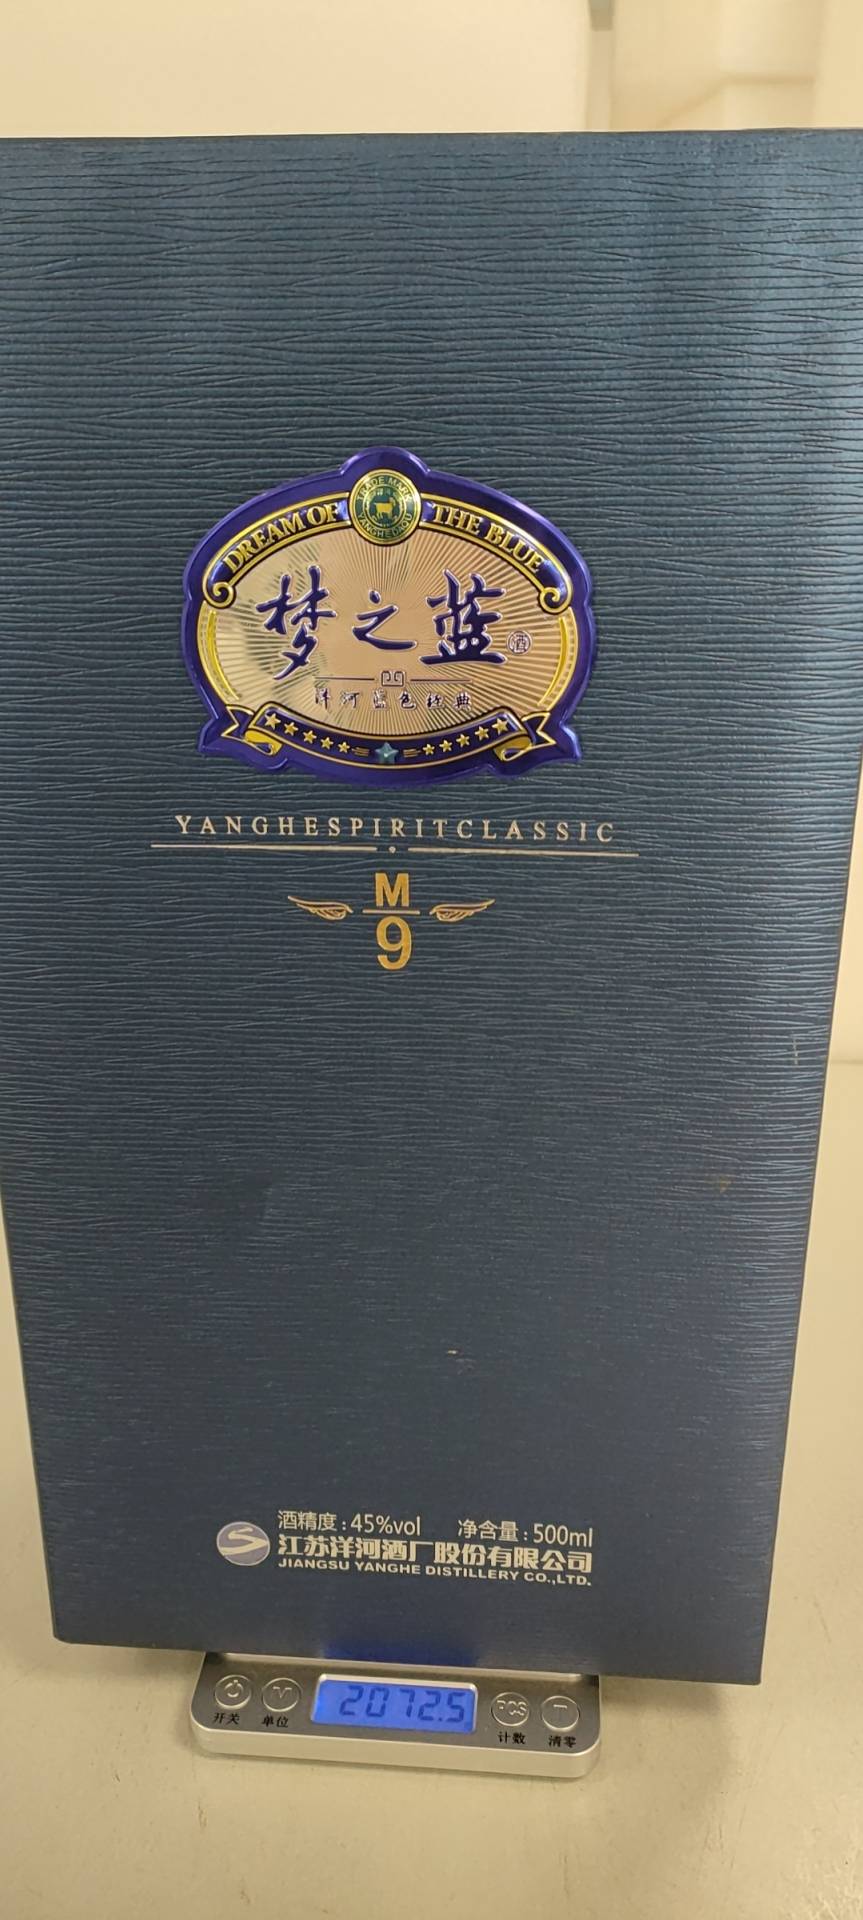 TRADE MARK
YANGHEDAQU
DREAM OF THE BLUE
梦之蓝 酒
洋河蓝色经典
YANGHESPIRITCLASSIC
M
9
酒精度:45%vol 净含量:500ml
江苏洋河酒厂股份有限公司
JIANGSU YANGHE DISTILLERY CO.,LTD.
2072.5
PCS T
开关 单位 计数 清零